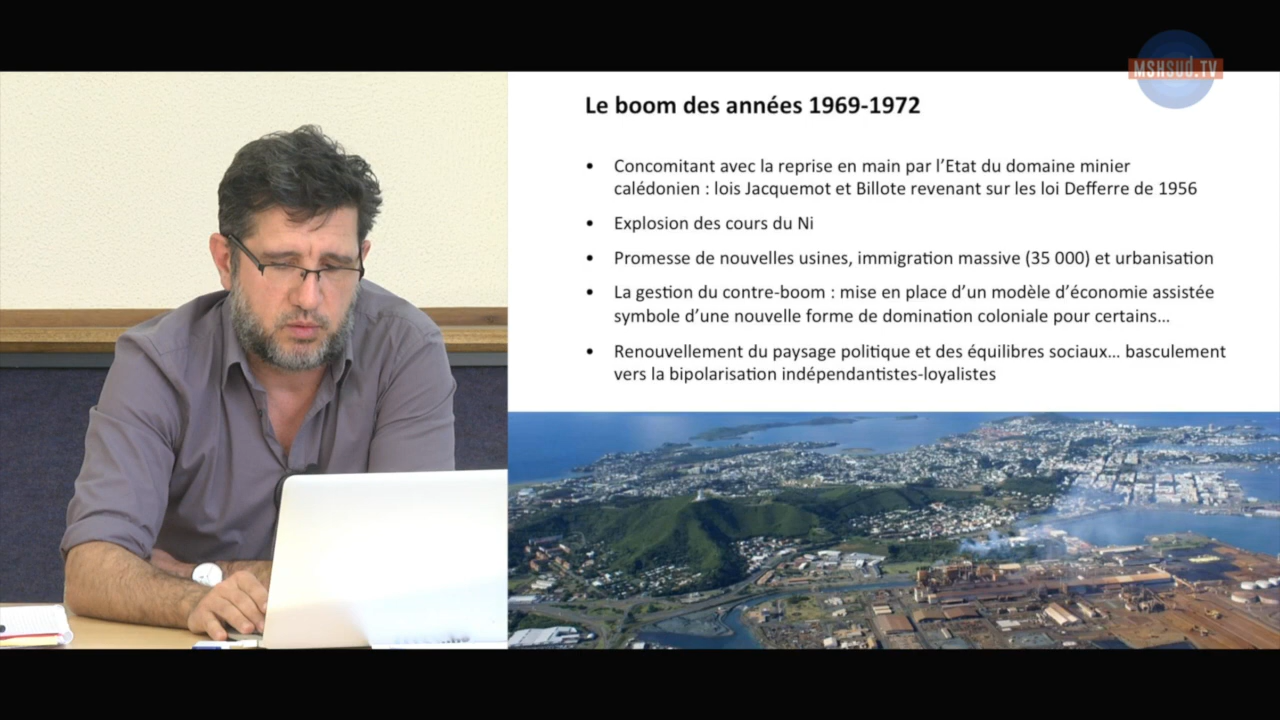 MSHSUD.TV
Le boom des années 1969-1972
• Concomitant avec la reprise en main par l'Etat du domaine minier
calédonien : lois Jacquemot et Billote revenant sur les loi Defferre de 1956
• Explosion des cours du Ni
• Promesse de nouvelles usines, immigration massive (35 000) et urbanisation
• La gestion du contre-boom : mise en place d'un modèle d'économie assistée
symbole d'une nouvelle forme de domination coloniale pour certains...
• Renouvellement du paysage politique et des équilibres sociaux... basculement
vers la bipolarisation indépendantistes-loyalistes